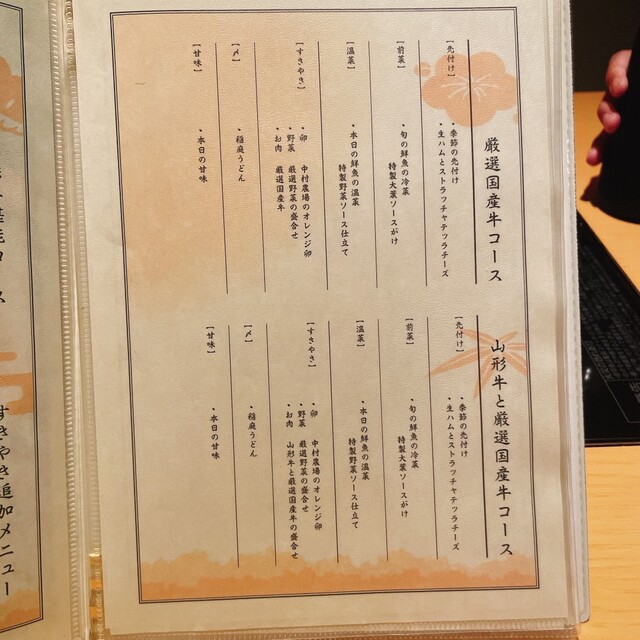 厳選国産牛コース
【先付け】
・季節の先付け
・生ハムとストラッチャテッラチーズ
【前菜】
・旬の鮮魚の冷菜
特製大葉ソースがけ
【温菜】
・本日の鮮魚の温菜
特製野菜ソース仕立て
【すきやき】
・卵　中村農場のオレンジ卵
・野菜　厳選野菜の盛合せ
・お肉　厳選国産牛
【〆】
・稲庭うどん
【甘味】
・本日の甘味
山形牛と厳選国産牛コース
【先付け】
・季節の先付け
・生ハムとストラッチャテッラチーズ
【前菜】
・旬の鮮魚の冷菜
特製大葉ソースがけ
【温菜】
・本日の鮮魚の温菜
特製野菜ソース仕立て
【すきやき】
・卵　中村農場のオレンジ卵
・野菜　厳選野菜の盛合せ
・お肉　山形牛と厳選国産牛の盛合せ
【〆】
・稲庭うどん
【甘味】
・本日の甘味
すきやき追加メニュー